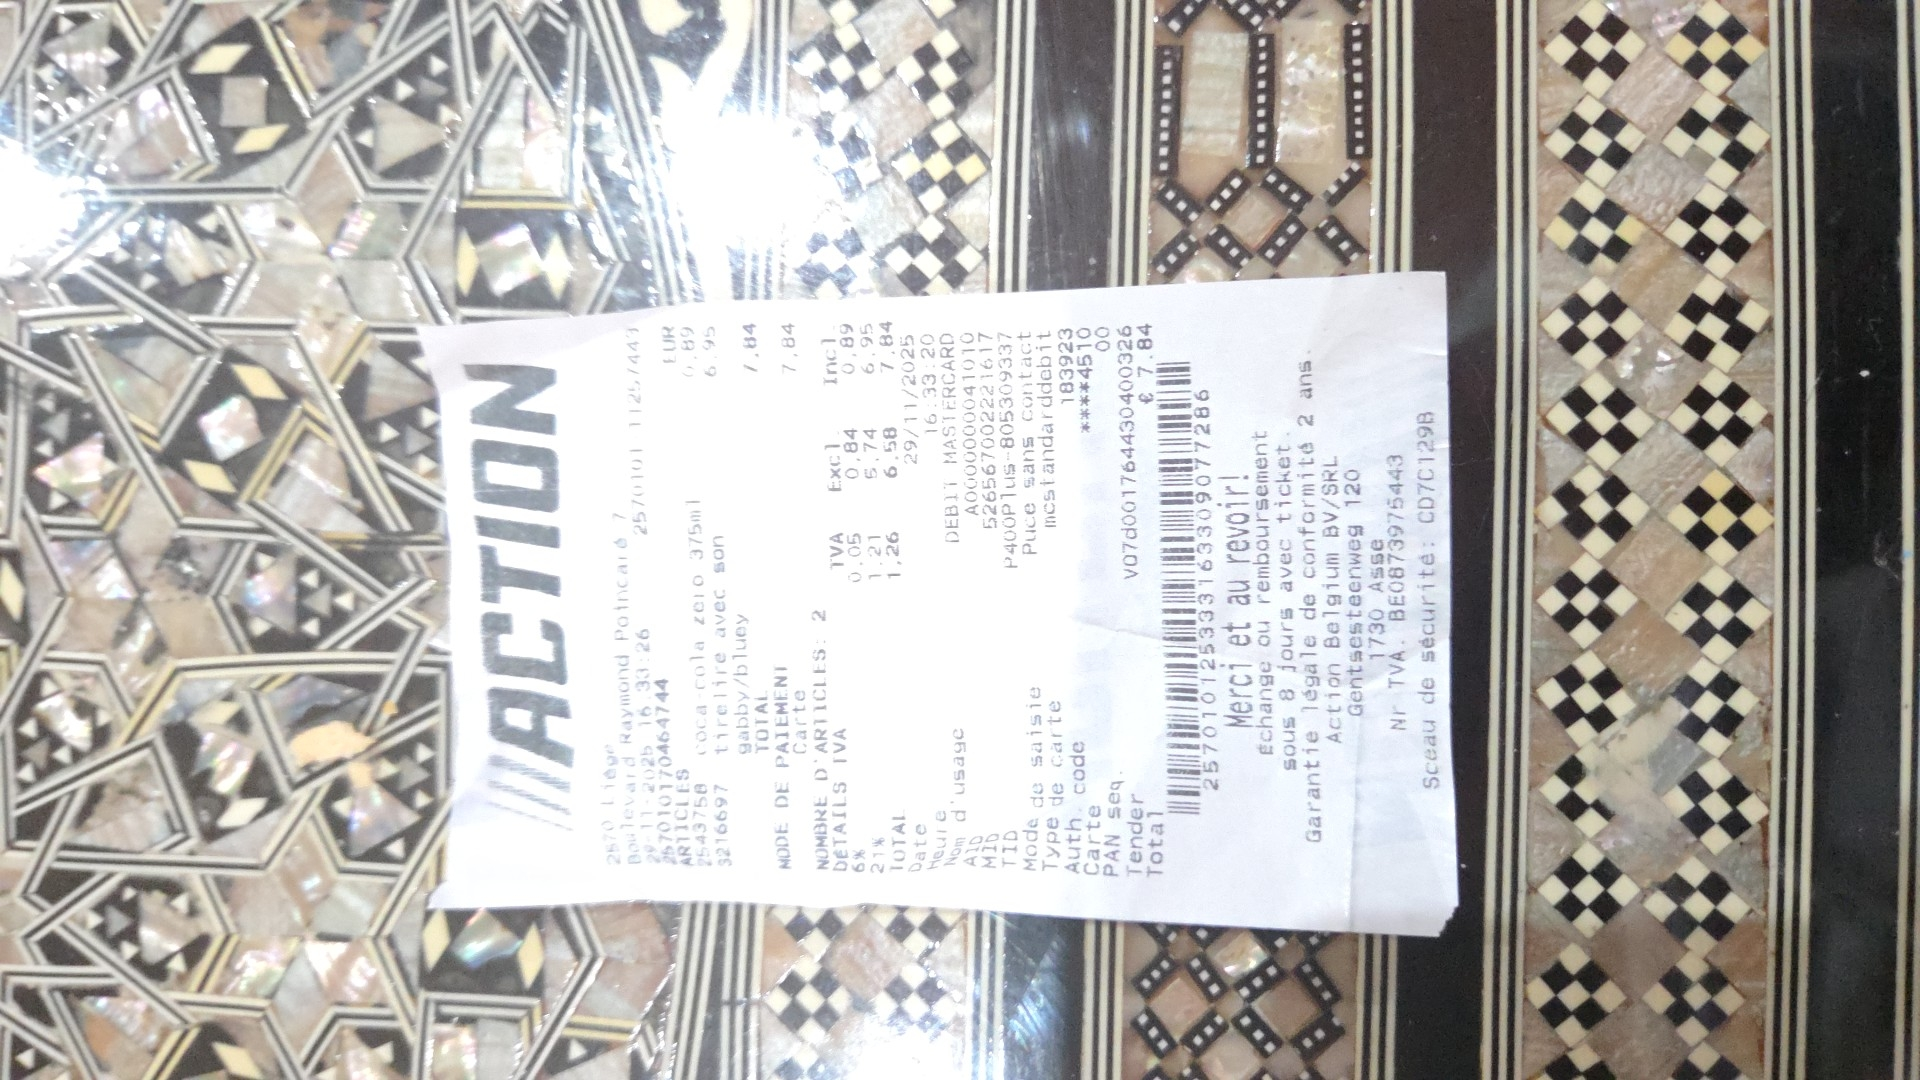 ACTION
2570 Liège
Boulevard Raymond Poincaré 7
29-11-2025 16:33:26 2570101 11257443
2570101704644744
ARTICLES EUR
2543758 coca-cola zero 375ml 0.89
3216697 tirelire avec son 6.95
gabby/bluey
TOTAL 7.84
MODE DE PAIEMENT
Carte 7.84
NOMBRE D'ARTICLES: 2
DÉTAILS TVA TVA Excl. Incl.
6% 0.05 0.84 0.89
21% 1.21 5.74 6.95
TOTAL 1.26 6.58 7.84
Date 29/11/2025
Heure 16:33:20
Nom d'usage DEBIT MASTERCARD
AID A0000000041010
MID 526567002221617
TID P400Plus-805309337
Mode de saisie Puce sans contact
Type de carte mcstandarddebit
Auth. code 183923
Carte ****4510
PAN seq. 00
Tender V07d001764430400326
Total € 7.84
2570101253331633090772​86
Merci et au revoir!
Échange ou remboursement
sous 8 jours avec ticket.
Garantie légale de conformité 2 ans.
Action Belgium BV/SRL
Gentsesteenweg 120
1730 Asse
Nr TVA. BE0873975443
Sceau de sécurité: CD7C129B